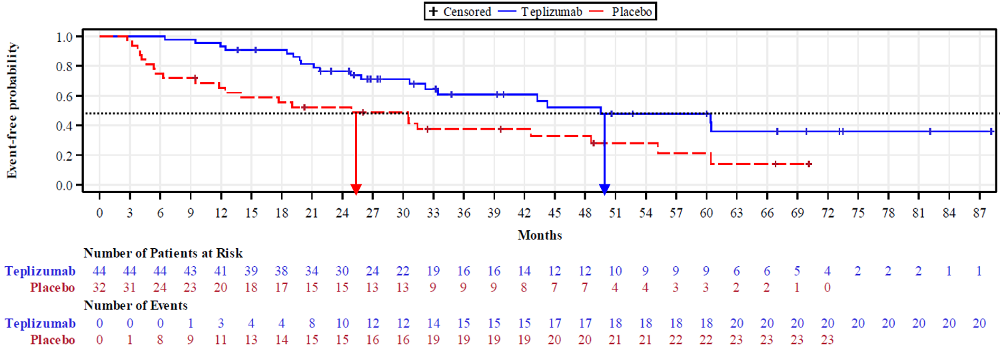 Censored Teplizumab Placebo
Event-free probability
1.0
0.8
0.6
0.4
0.2
0.0
0 3 6 9 12 15 18 21 24 27 30 33 36 39 42 45 48 51 54 57 60 63 66 69 72 75 78 81 84 87
Months
Number of Patients at Risk
Teplizumab 44 44 44 43 41 39 38 34 30 24 22 19 16 16 14 12 12 10 9 9 9 6 6 5 4 2 2 2 1 1
Placebo 32 31 24 23 20 18 17 15 15 13 13 9 9 9 8 7 7 4 4 3 3 2 2 1 0
Number of Events
Teplizumab 0 0 0 1 3 4 4 8 10 12 12 14 15 15 15 17 17 18 18 18 18 20 20 20 20 20 20 20 20 20
Placebo 0 1 8 9 11 13 14 15 15 16 16 19 19 19 19 20 20 21 21 22 22 23 23 23 23